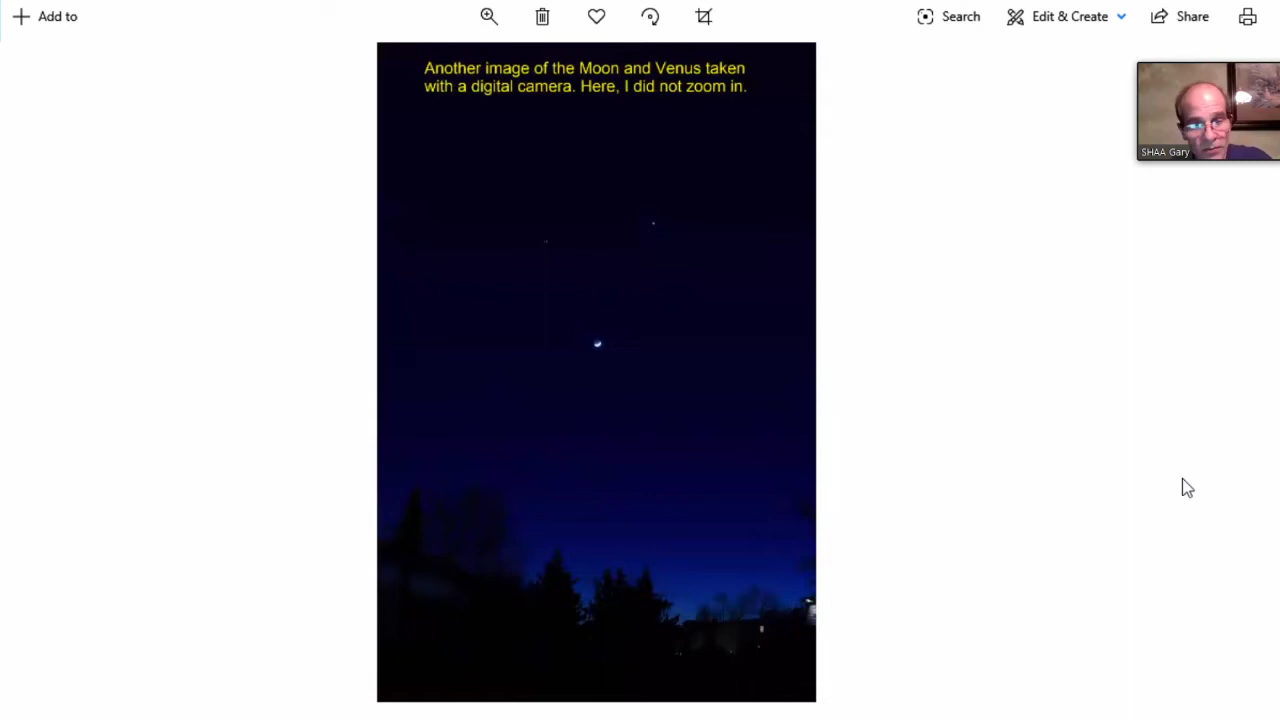 Add to
Search
Edit & Create
Share
Another image of the Moon and Venus taken
with a digital camera. Here, I did not zoom in.
SHAA Gary